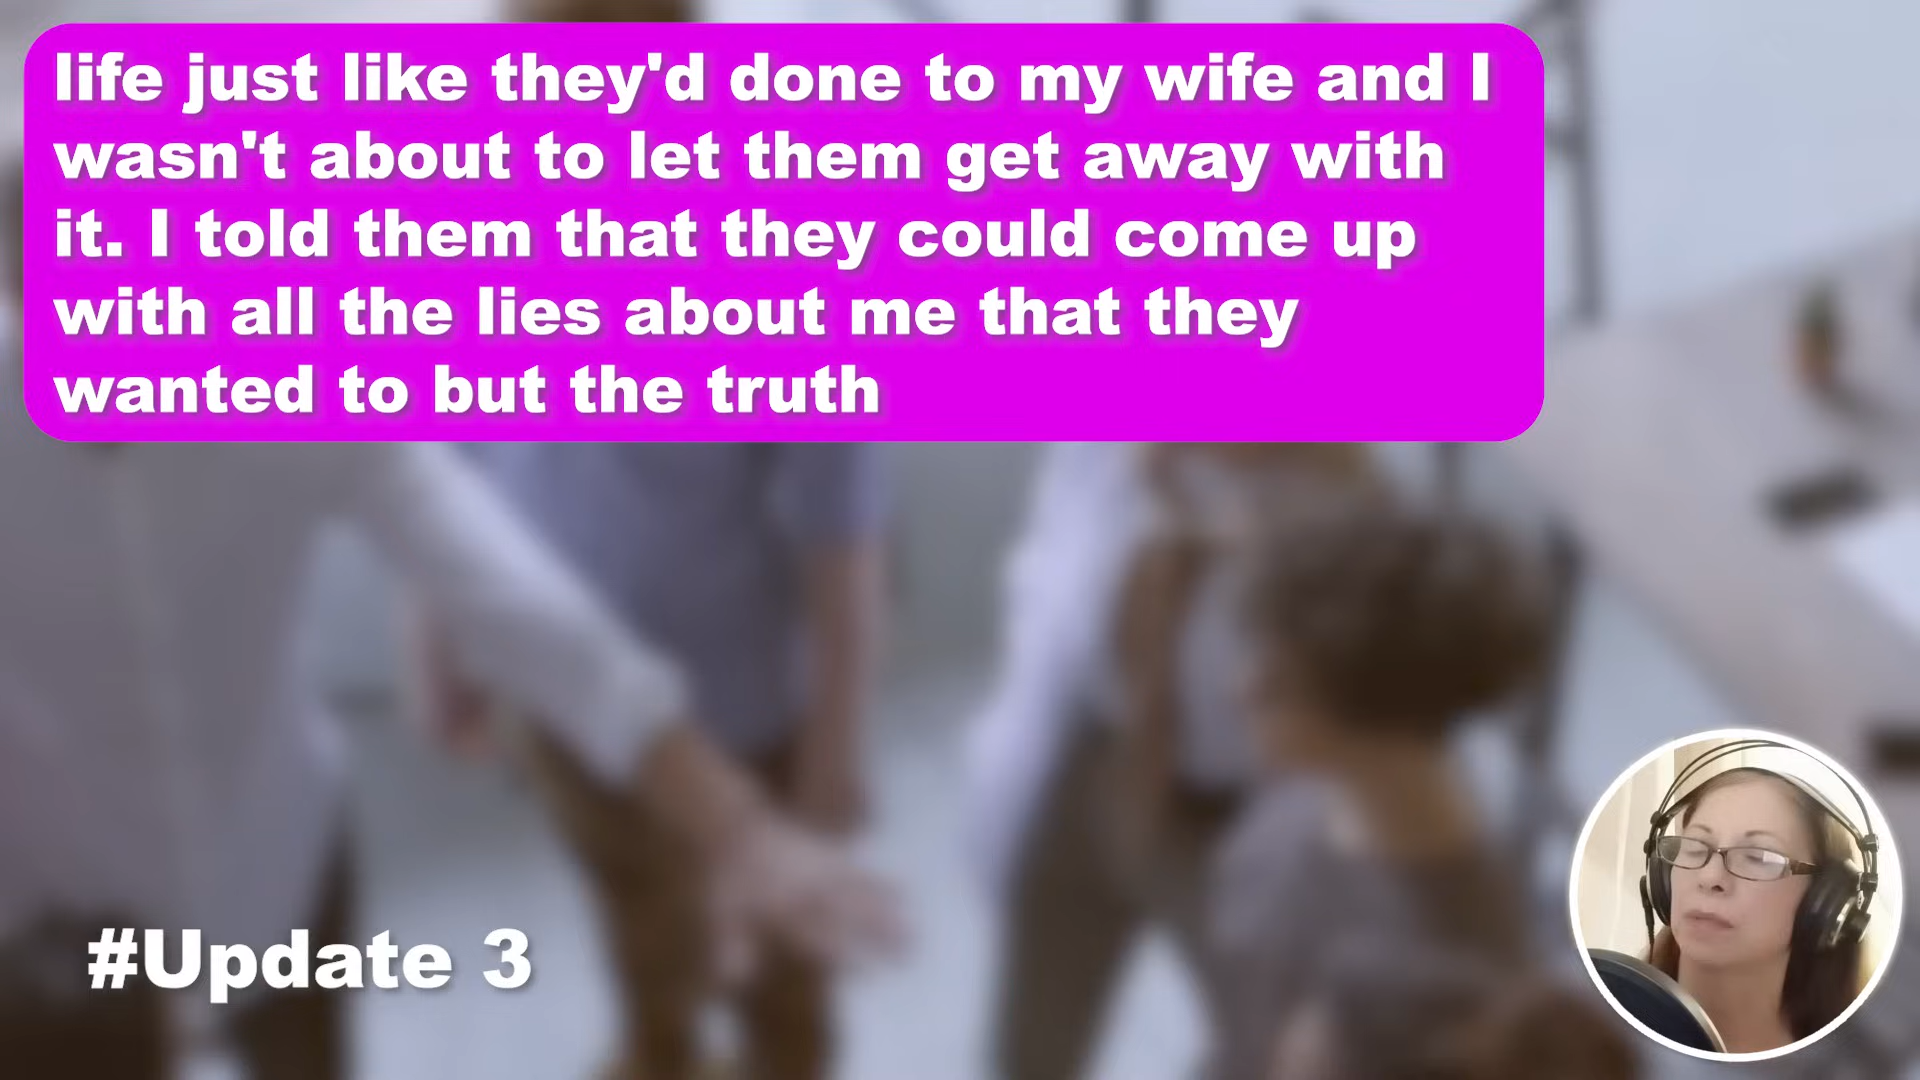 life just like they'd done to my wife and I
wasn't about to let them get away with
it. I told them that they could come up
with all the lies about me that they
wanted to but the truth
#Update 3